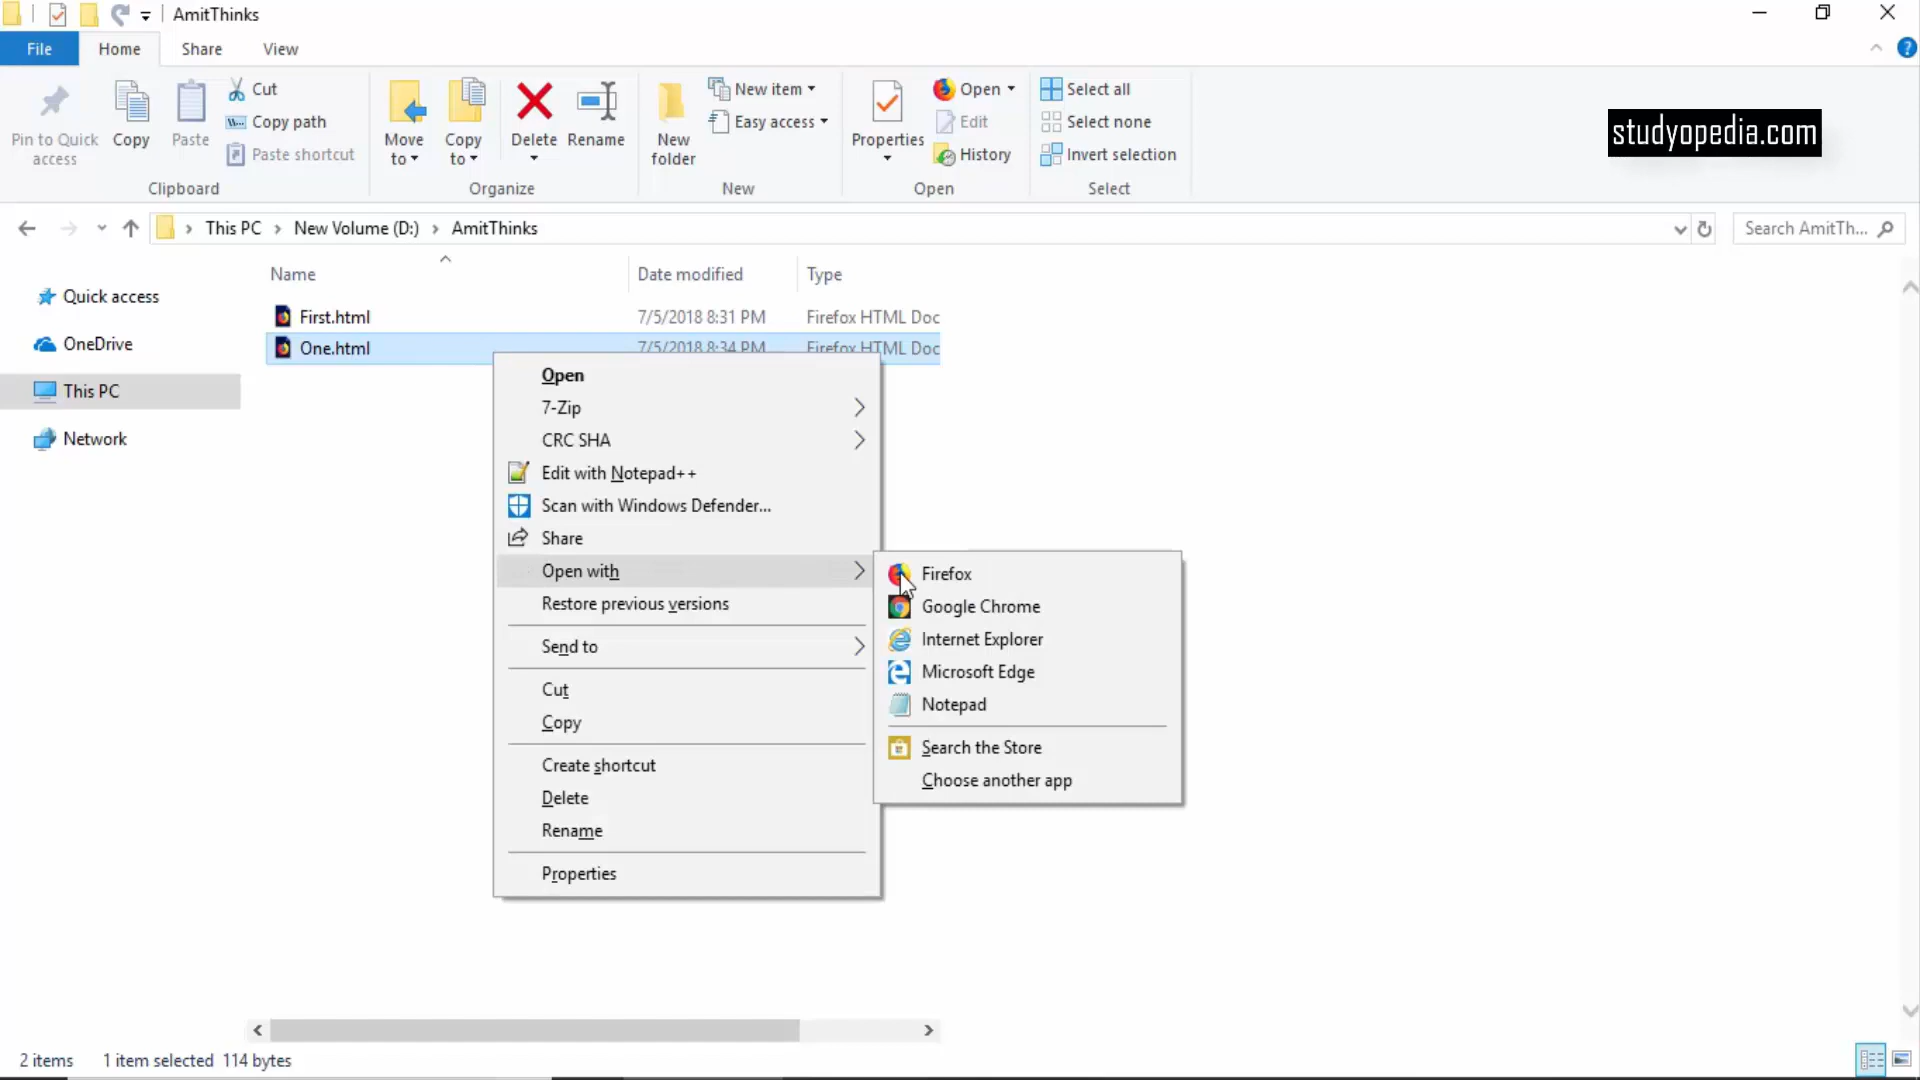 AmitThinks
File Home Share View
Pin to Quick access
Copy
Paste
Cut
Copy path
Paste shortcut
Clipboard
Move to
Copy to
Delete
Rename
Organize
New folder
New item
Easy access
New
Properties
Open
Edit
History
Open
Select all
Select none
Invert selection
Select
studyopedia.com
This PC > New Volume (D:) > AmitThinks
Search AmitTh...
Quick access
OneDrive
This PC
Network
Name Date modified Type
First.html 7/5/2018 8:31 PM Firefox HTML Doc
One.html 7/5/2018 8:34 PM Firefox HTML Doc
Open
7-Zip
CRC SHA
Edit with Notepad++
Scan with Windows Defender...
Share
Open with
Restore previous versions
Send to
Cut
Copy
Create shortcut
Delete
Rename
Properties
Firefox
Google Chrome
Internet Explorer
Microsoft Edge
Notepad
Search the Store
Choose another app
2 items 1 item selected 114 bytes